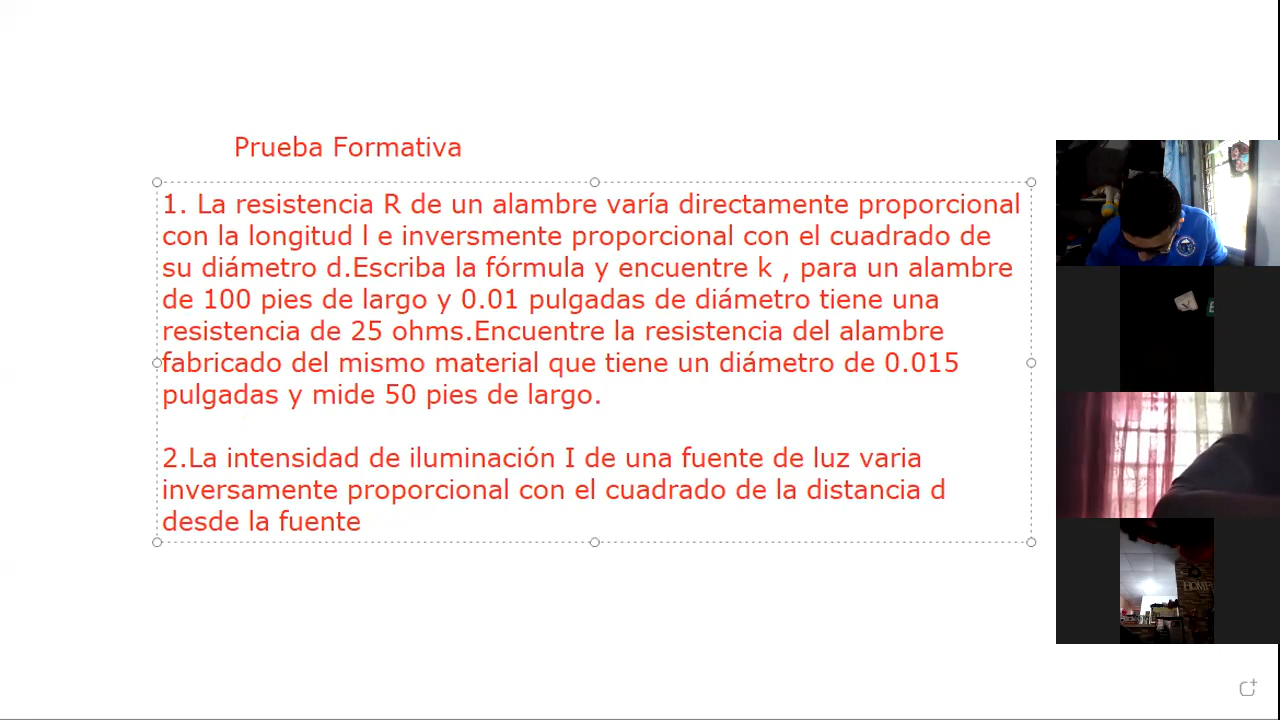 Prueba Formativa
1. La resistencia R de un alambre varía directamente proporcional
con la longitud l e inversmente proporcional con el cuadrado de
su diámetro d.Escriba la fórmula y encuentre k , para un alambre
de 100 pies de largo y 0.01 pulgadas de diámetro tiene una
resistencia de 25 ohms.Encuentre la resistencia del alambre
fabricado del mismo material que tiene un diámetro de 0.015
pulgadas y mide 50 pies de largo.
2.La intensidad de iluminación I de una fuente de luz varia
inversamente proporcional con el cuadrado de la distancia d
desde la fuente
HOME